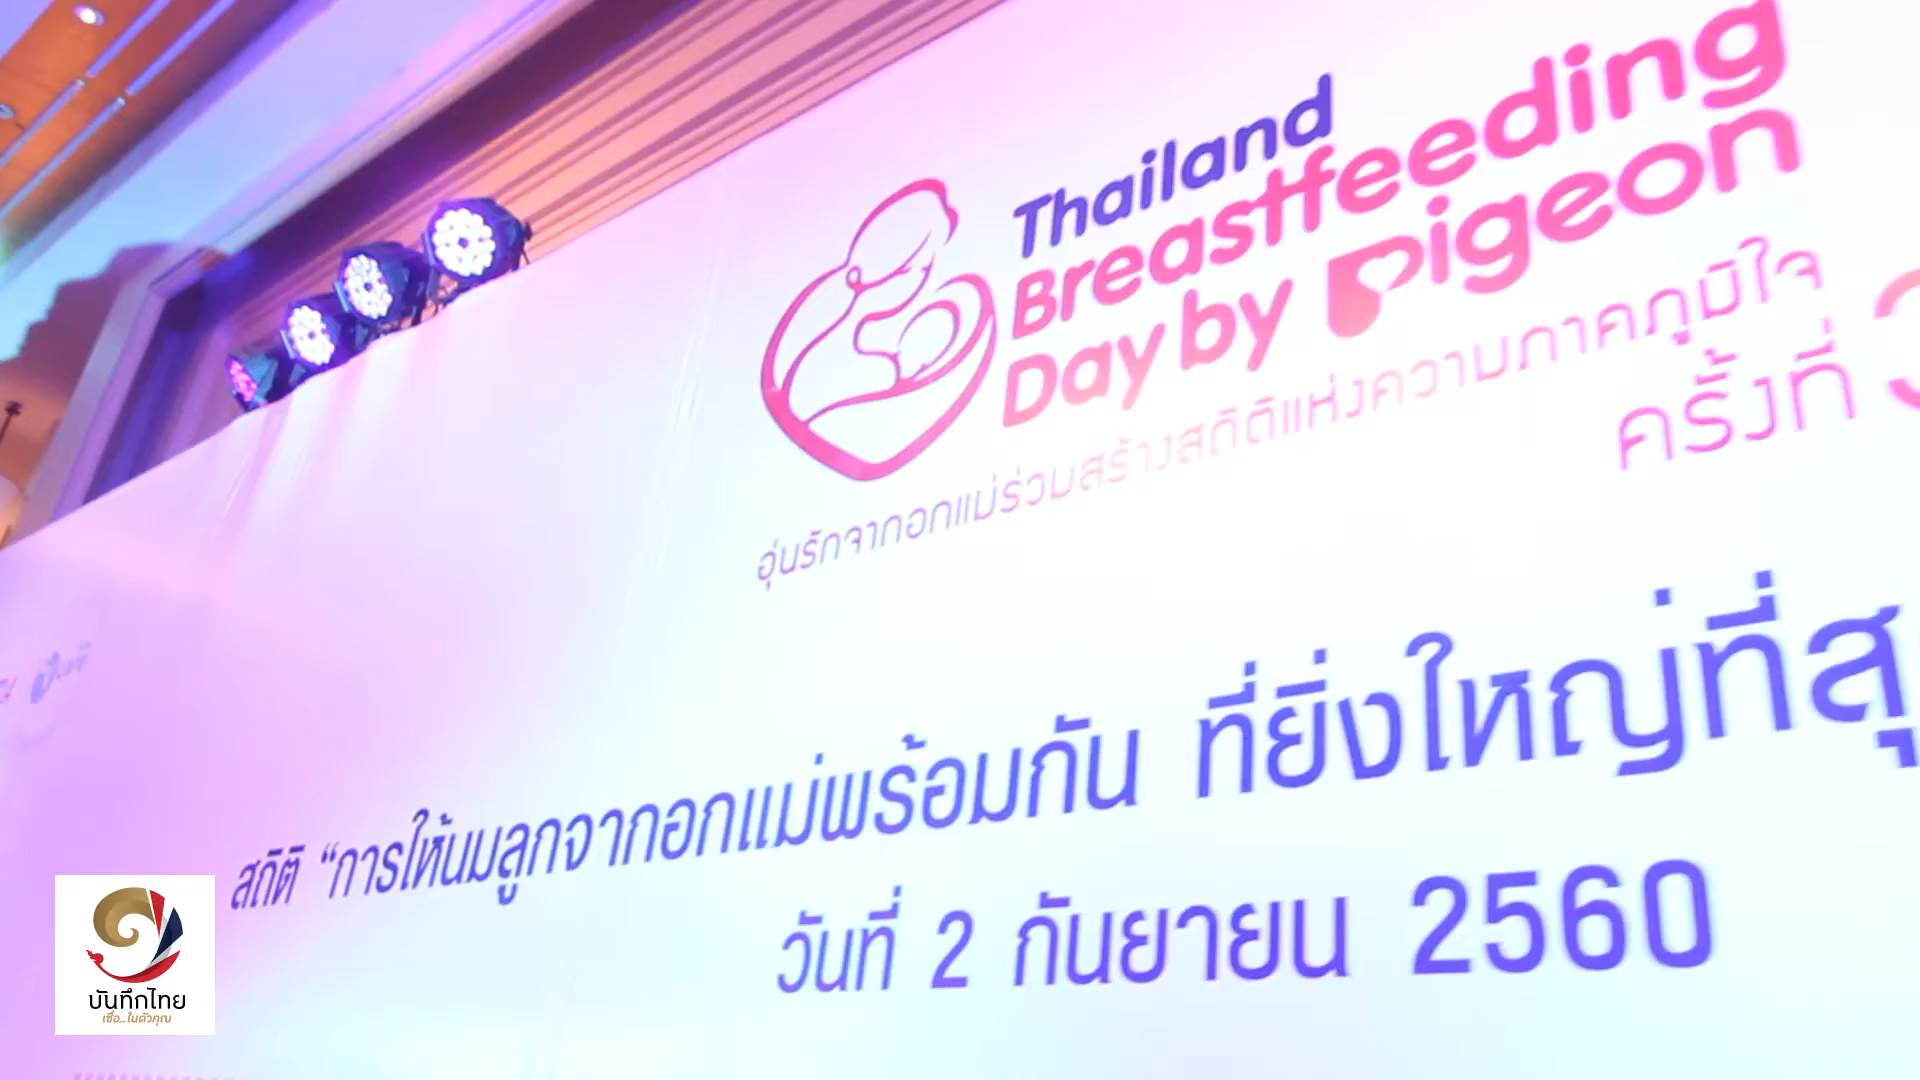 Thailand
Breastfeeding
Day by Pigeon
อุ่นรักจากอกแม่ร่วมสร้างสถิติแห่งความภาคภูมิใจ
ครั้งที่
สถิติ “การให้นมลูกจากอกแม่พร้อมกัน ที่ยิ่งใหญ่ที่สุ
วันที่ 2 กันยายน 2560
บันทึกไทย
เชื่อ...ในตัวคุณ